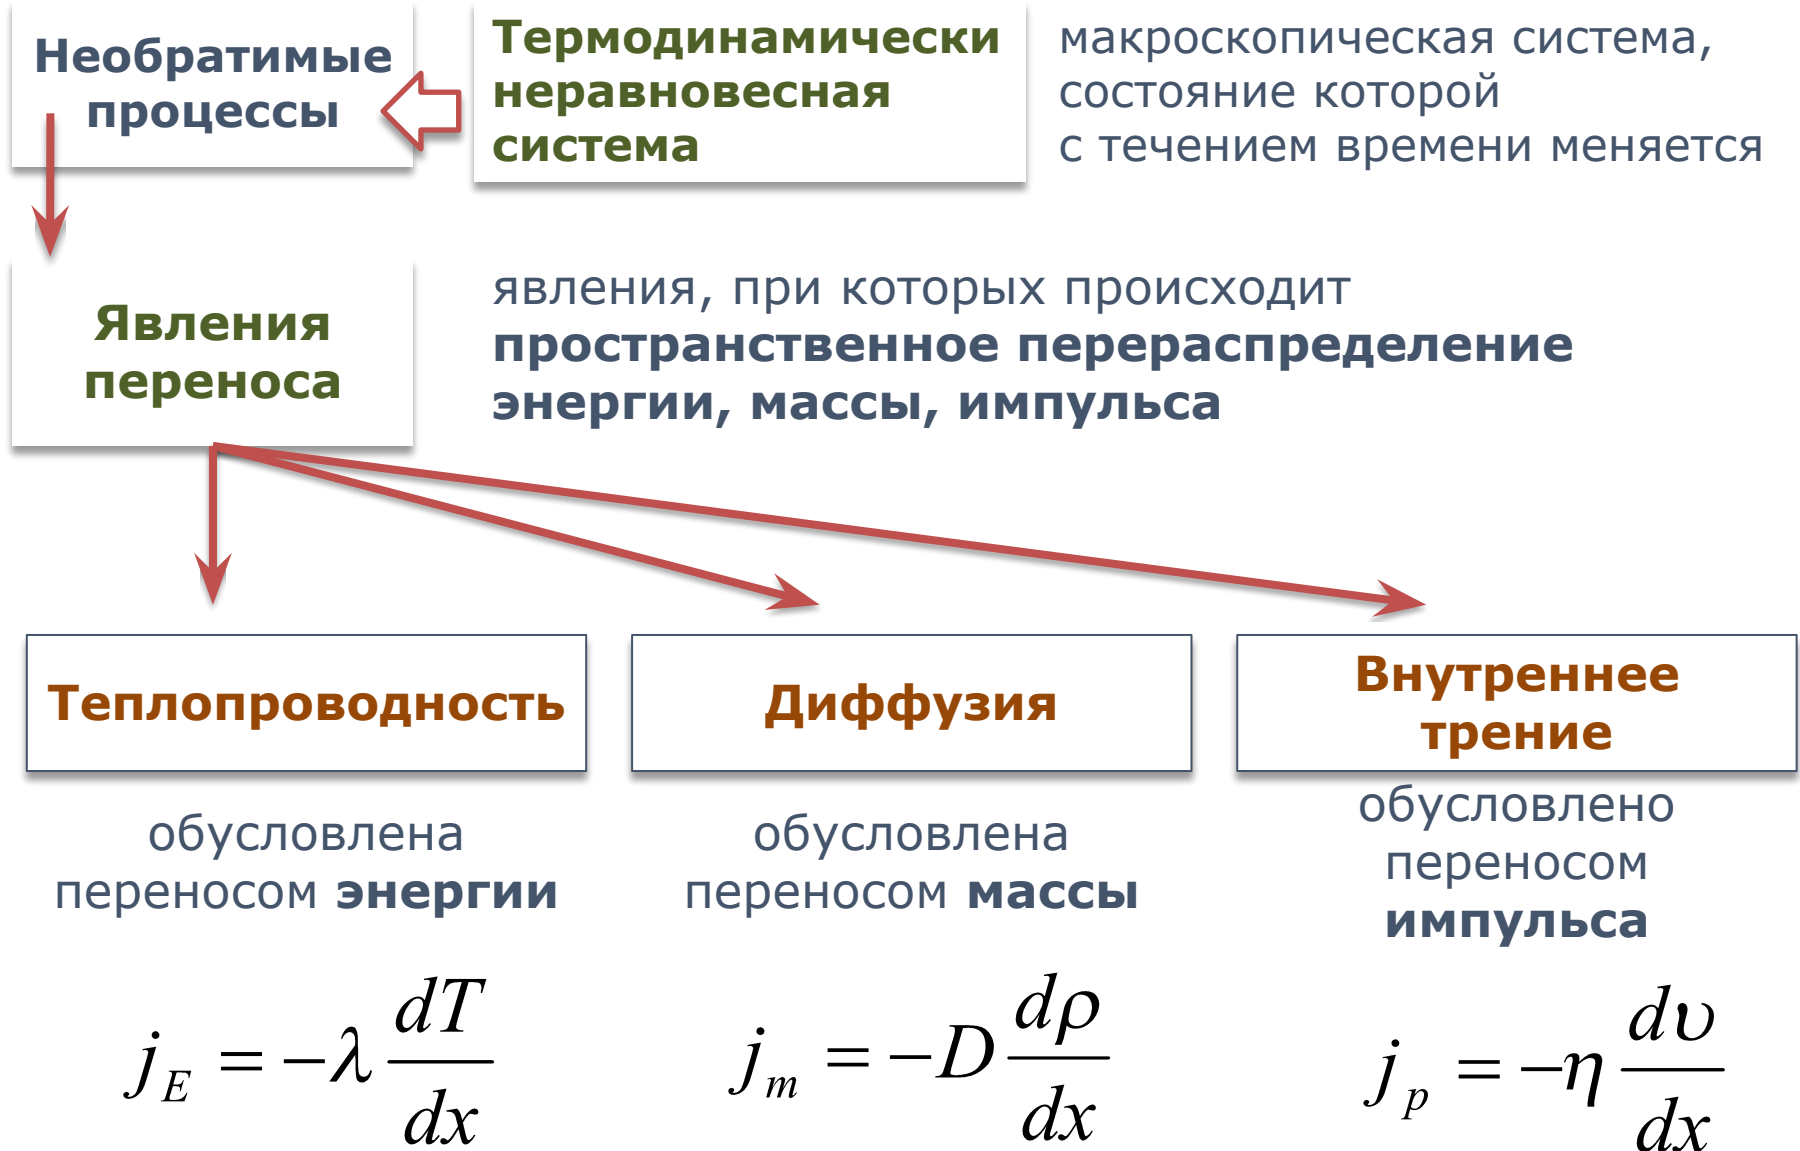 Необратимые
процессы
Термодинамически
неравновесная
система
макроскопическая система,
состояние которой
с течением времени меняется
Явления
переноса
явления, при которых происходит
пространственное перераспределение
энергии, массы, импульса
Теплопроводность
Диффузия
Внутреннее
трение
обусловлена
переносом энергии
обусловлена
переносом массы
обусловлено
переносом
импульса
j_E = −λ dT/dx
j_m = −D dρ/dx
j_p = −η dυ/dx